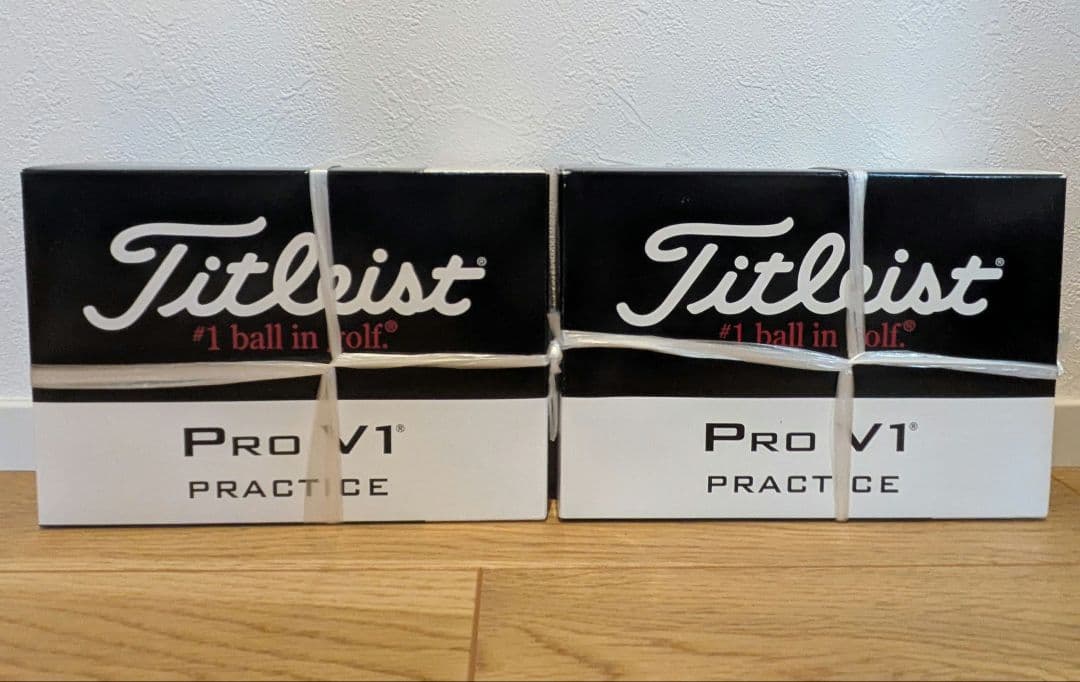 Titleist®
#1 ball in golf.®
PRO V1®
PRACTICE
Titleist®
#1 ball in golf.®
PRO V1®
PRACTICE